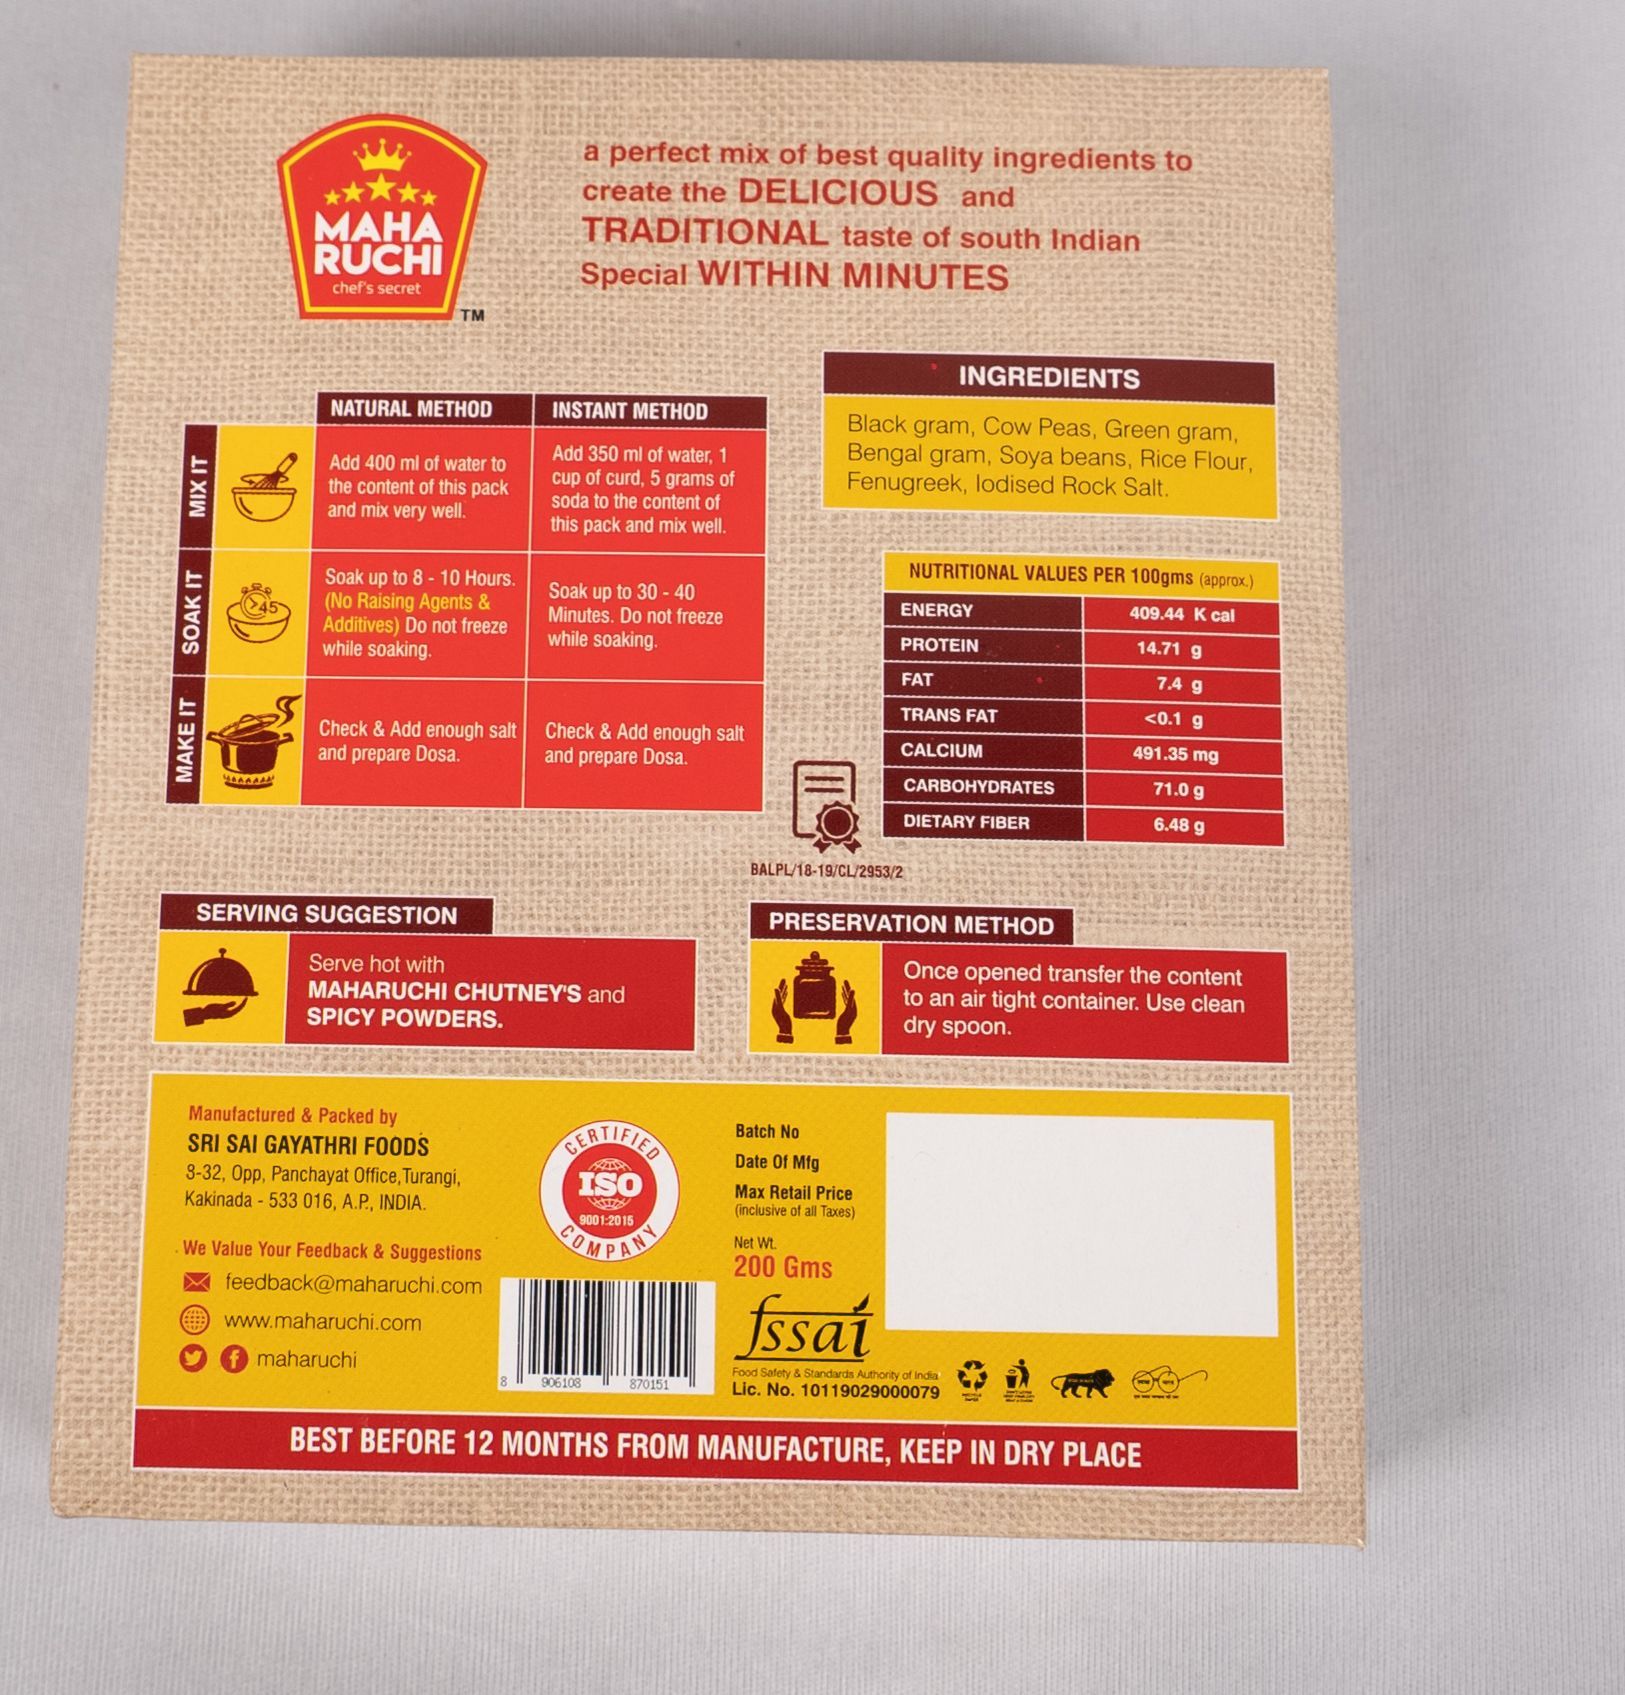 MAHA
RUCHI
chef's secret
TM
a perfect mix of best quality ingredients to
create the DELICIOUS and
TRADITIONAL taste of south Indian
Special WITHIN MINUTES
NATURAL METHOD
INSTANT METHOD
MIX IT
Add 400 ml of water to
the content of this pack
and mix very well.
Add 350 ml of water, 1
cup of curd, 5 grams of
soda to the content of
this pack and mix well.
SOAK IT
45
Soak up to 8 - 10 Hours.
(No Raising Agents &
Additives) Do not freeze
while soaking.
Soak up to 30 - 40
Minutes. Do not freeze
while soaking.
MAKE IT
Check & Add enough salt
and prepare Dosa.
Check & Add enough salt
and prepare Dosa.
INGREDIENTS
Black gram, Cow Peas, Green gram,
Bengal gram, Soya beans, Rice Flour,
Fenugreek, Iodised Rock Salt.
NUTRITIONAL VALUES PER 100gms (approx.)
ENERGY 409.44 K cal
PROTEIN 14.71 g
FAT 7.4 g
TRANS FAT <0.1 g
CALCIUM 491.35 mg
CARBOHYDRATES 71.0 g
DIETARY FIBER 6.48 g
BALPL/18-19/CL/2953/2
SERVING SUGGESTION
Serve hot with
MAHARUCHI CHUTNEY'S and
SPICY POWDERS.
PRESERVATION METHOD
Once opened transfer the content
to an air tight container. Use clean
dry spoon.
Manufactured & Packed by
SRI SAI GAYATHRI FOODS
8-32, Opp, Panchayat Office,Turangi,
Kakinada - 533 016, A.P., INDIA.
We Value Your Feedback & Suggestions
feedback@maharuchi.com
www.maharuchi.com
maharuchi
CERTIFIED
ISO
9001:2015
COMPANY
8 906108 870151
Batch No
Date Of Mfg
Max Retail Price
(inclusive of all Taxes)
Net Wt.
200 Gms
fssai
Food Safety & Standards Authority of India
Lic. No. 10119029000079
BEST BEFORE 12 MONTHS FROM MANUFACTURE, KEEP IN DRY PLACE